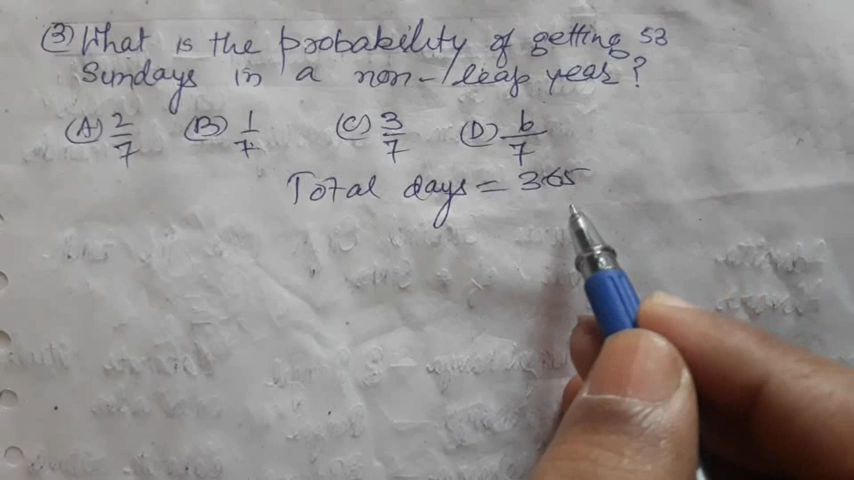 ③ What is the probability of getting 53
Sundays in a non-leap year?
(A) 2/7 (B) 1/7 (C) 3/7 (D) 6/7
Total days = 365